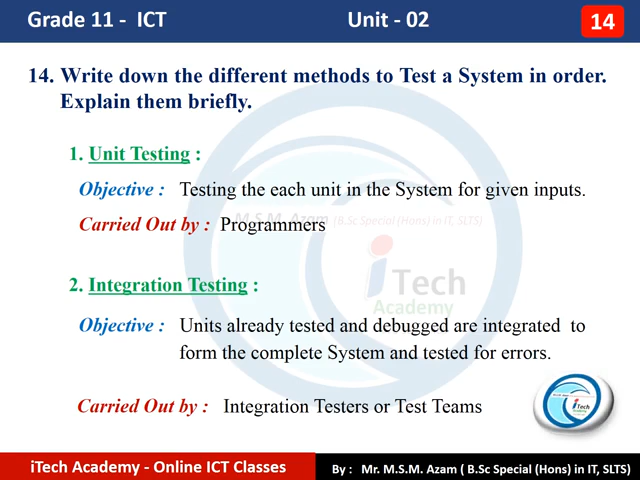 Grade 11 - ICT Unit - 02 14
14. Write down the different methods to Test a System in order.
Explain them briefly.
1. Unit Testing :
Objective : Testing the each unit in the System for given inputs.
M.S.M. Azam (B.Sc Special (Hons) in IT, SLTS)
Carried Out by : Programmers
iTech
Academy
2. Integration Testing :
Objective : Units already tested and debugged are integrated to
form the complete System and tested for errors.
Carried Out by : Integration Testers or Test Teams
iTech
Academy
iTech Academy - Online ICT Classes
By : Mr. M.S.M. Azam ( B.Sc Special (Hons) in IT, SLTS)